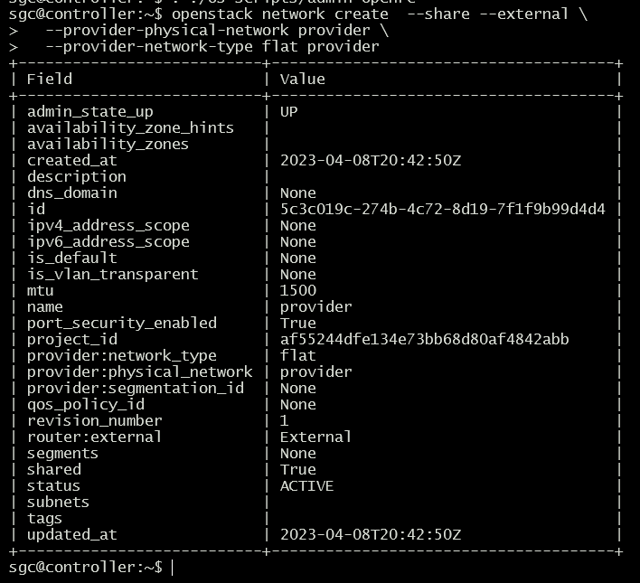 sgc@controller:~$ openstack network create  --share --external \
>   --provider-physical-network provider \
>   --provider-network-type flat provider
+---------------------------+--------------------------------------+
| Field                     | Value                                |
+---------------------------+--------------------------------------+
| admin_state_up            | UP                                   |
| availability_zone_hints   |                                      |
| availability_zones        |                                      |
| created_at                | 2023-04-08T20:42:50Z                 |
| description               |                                      |
| dns_domain                | None                                 |
| id                        | 5c3c019c-274b-4c72-8d19-7f1f9b99d4d4 |
| ipv4_address_scope        | None                                 |
| ipv6_address_scope        | None                                 |
| is_default                | None                                 |
| is_vlan_transparent       | None                                 |
| mtu                       | 1500                                 |
| name                      | provider                             |
| port_security_enabled     | True                                 |
| project_id                | af55244dfe134e73bb68d80af4842abb     |
| provider:network_type     | flat                                 |
| provider:physical_network | provider                             |
| provider:segmentation_id  | None                                 |
| qos_policy_id             | None                                 |
| revision_number           | 1                                    |
| router:external           | External                             |
| segments                  | None                                 |
| shared                    | True                                 |
| status                    | ACTIVE                               |
| subnets                   |                                      |
| tags                      |                                      |
| updated_at                | 2023-04-08T20:42:50Z                 |
+---------------------------+--------------------------------------+
sgc@controller:~$